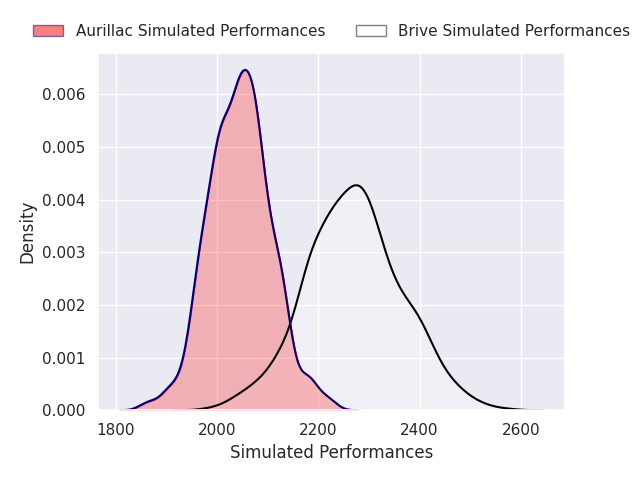 Aurillac Simulated Performances Brive Simulated Performances
0.006
0.005
0.004
0.003
0.002
0.001
0.000
Density
1800 2000 2200 2400 2600
Simulated Performances